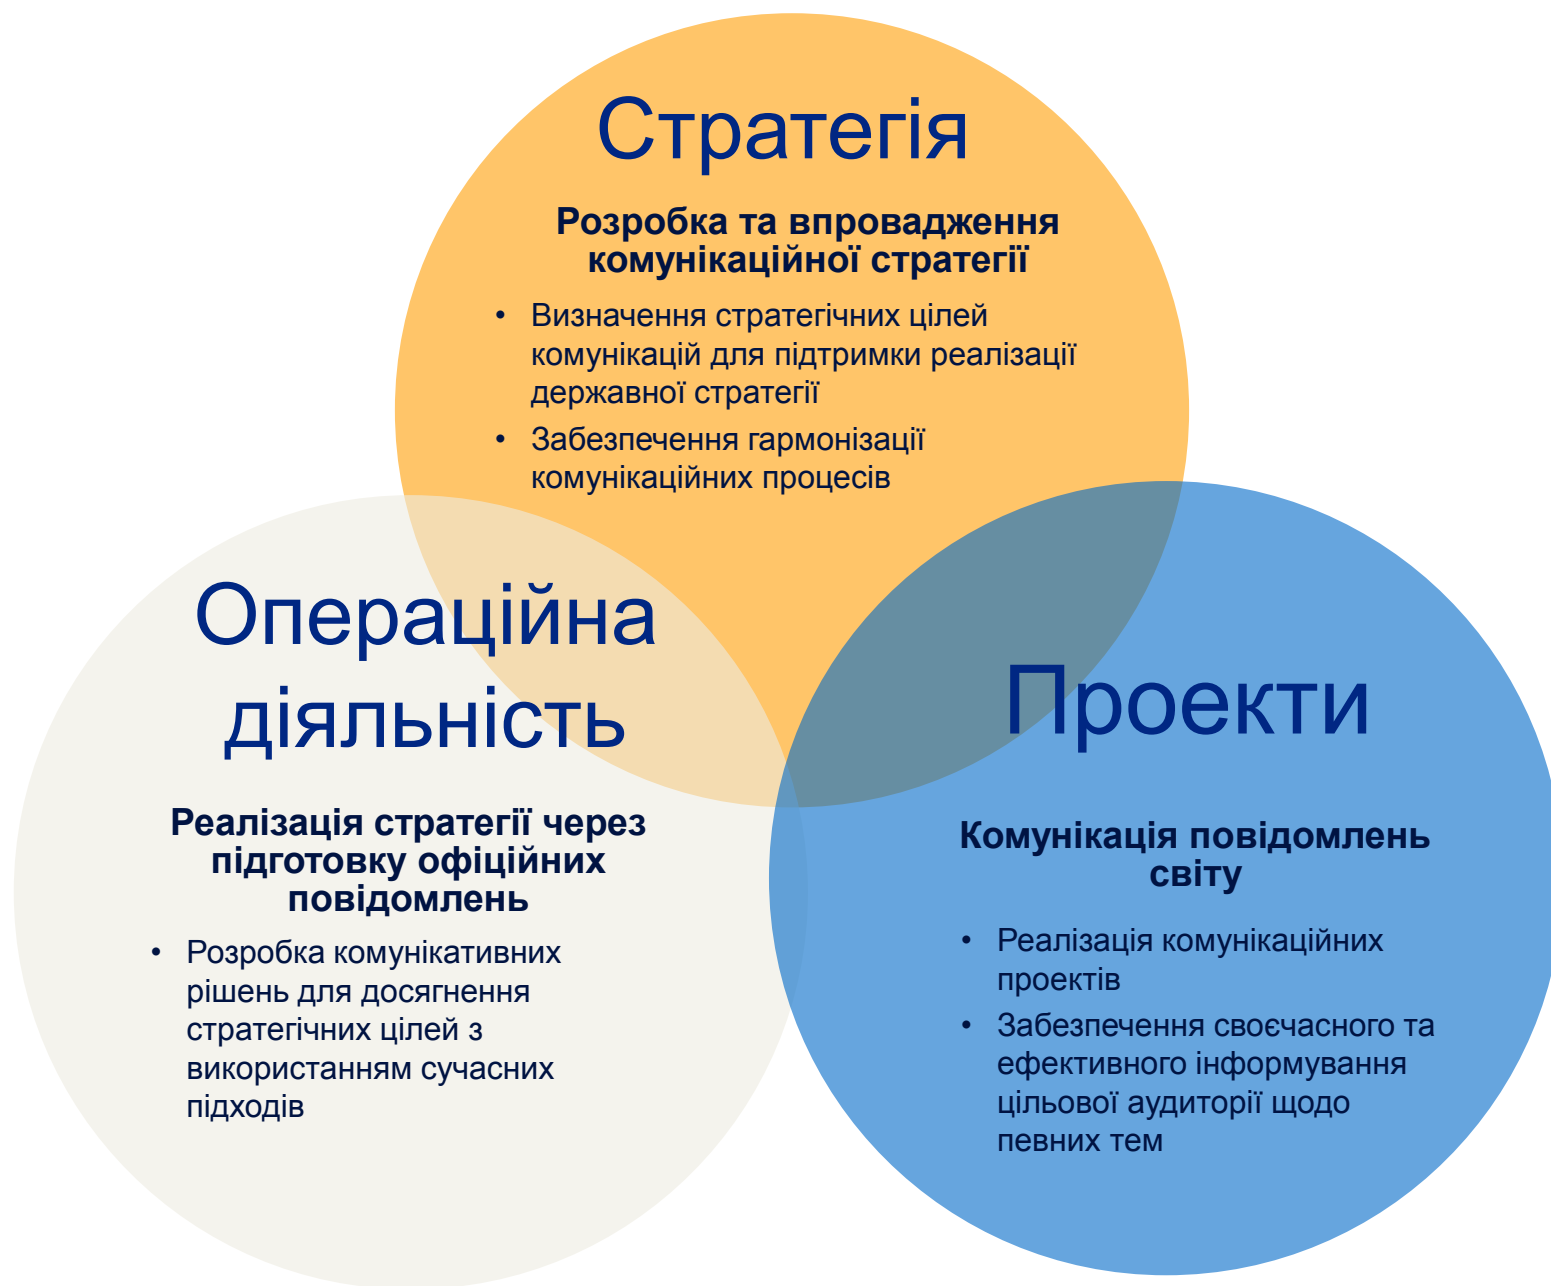 Стратегія
Розробка та впровадження
комунікаційної стратегії
• Визначення стратегічних цілей
комунікацій для підтримки реалізації
державної стратегії
• Забезпечення гармонізації
комунікаційних процесів
Операційна
діяльність
Реалізація стратегії через
підготовку офіційних
повідомлень
• Розробка комунікативних
рішень для досягнення
стратегічних цілей з
використанням сучасних
підходів
Проекти
Комунікація повідомлень
світу
• Реалізація комунікаційних
проектів
• Забезпечення своєчасного та
ефективного інформування
цільової аудиторії щодо
певних тем